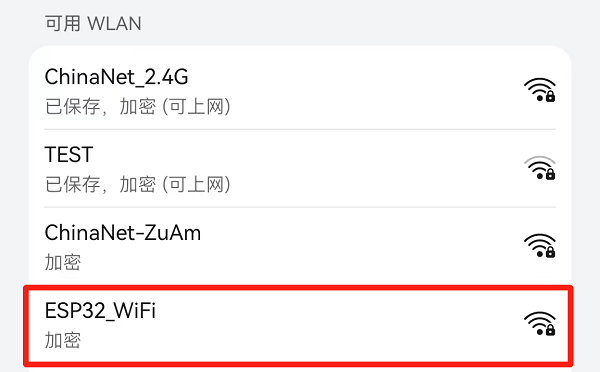 可用 WLAN
ChinaNet_2.4G
已保存，加密 (可上网)
TEST
已保存，加密 (可上网)
ChinaNet-ZuAm
加密
ESP32_WiFi
加密